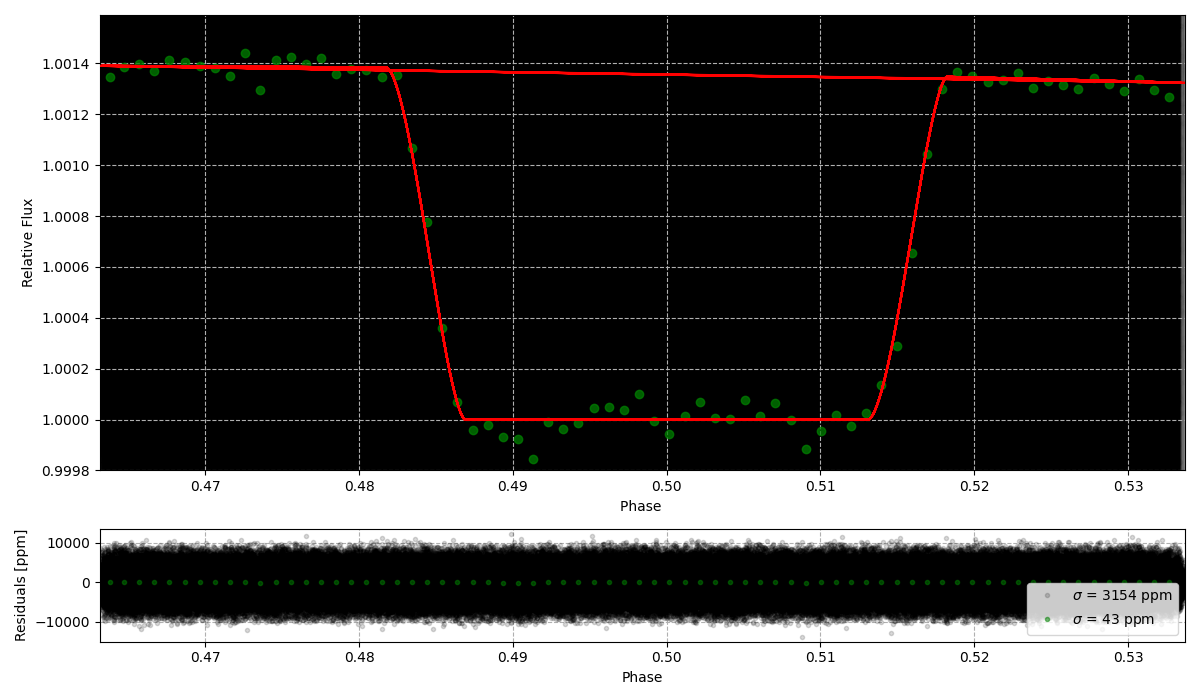 1.0014
1.0012
1.0010
1.0008
1.0006
1.0004
1.0002
1.0000
0.9998
Relative Flux
0.47 0.48 0.49 0.50 0.51 0.52 0.53
Phase
10000
0
−10000
Residuals [ppm]
σ = 3154 ppm
σ = 43 ppm
0.47 0.48 0.49 0.50 0.51 0.52 0.53
Phase